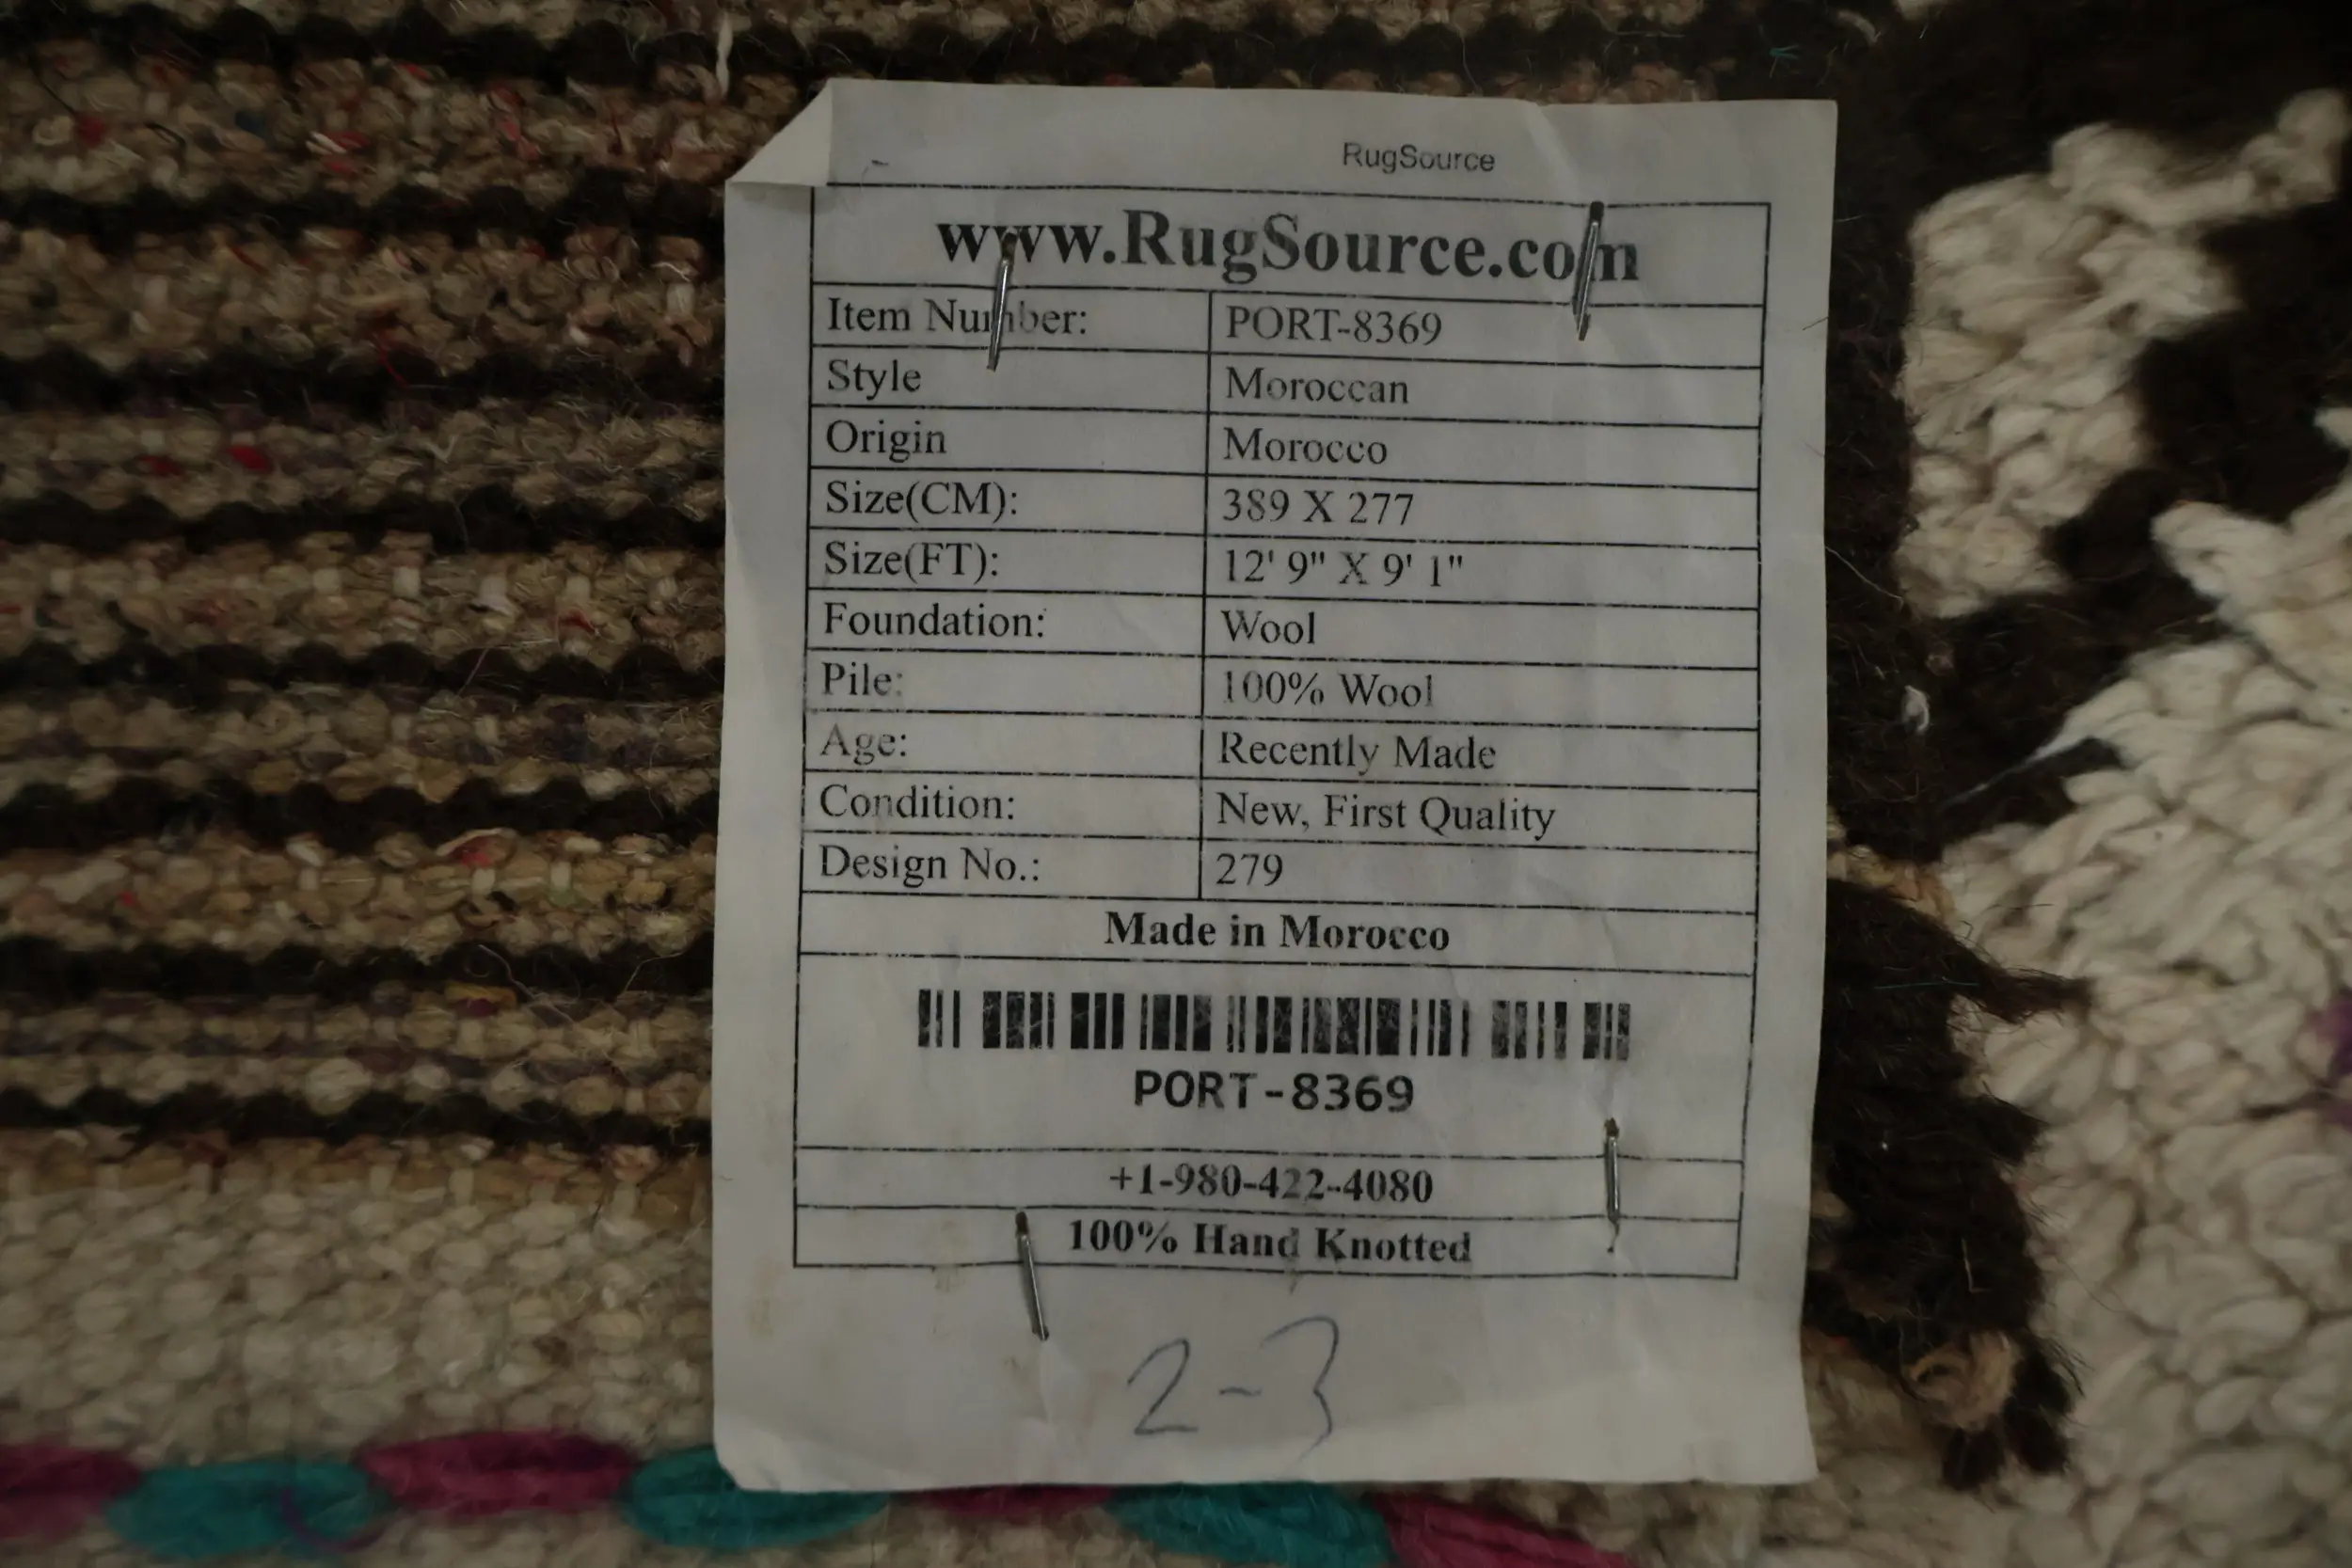 RugSource
www.RugSource.com
Item Number: PORT-8369
Style Moroccan
Origin Morocco
Size(CM): 389 X 277
Size(FT): 12' 9" X 9' 1"
Foundation: Wool
Pile: 100% Wool
Age: Recently Made
Condition: New, First Quality
Design No.: 279
Made in Morocco
PORT-8369
+1-980-422-4080
100% Hand Knotted
2-3